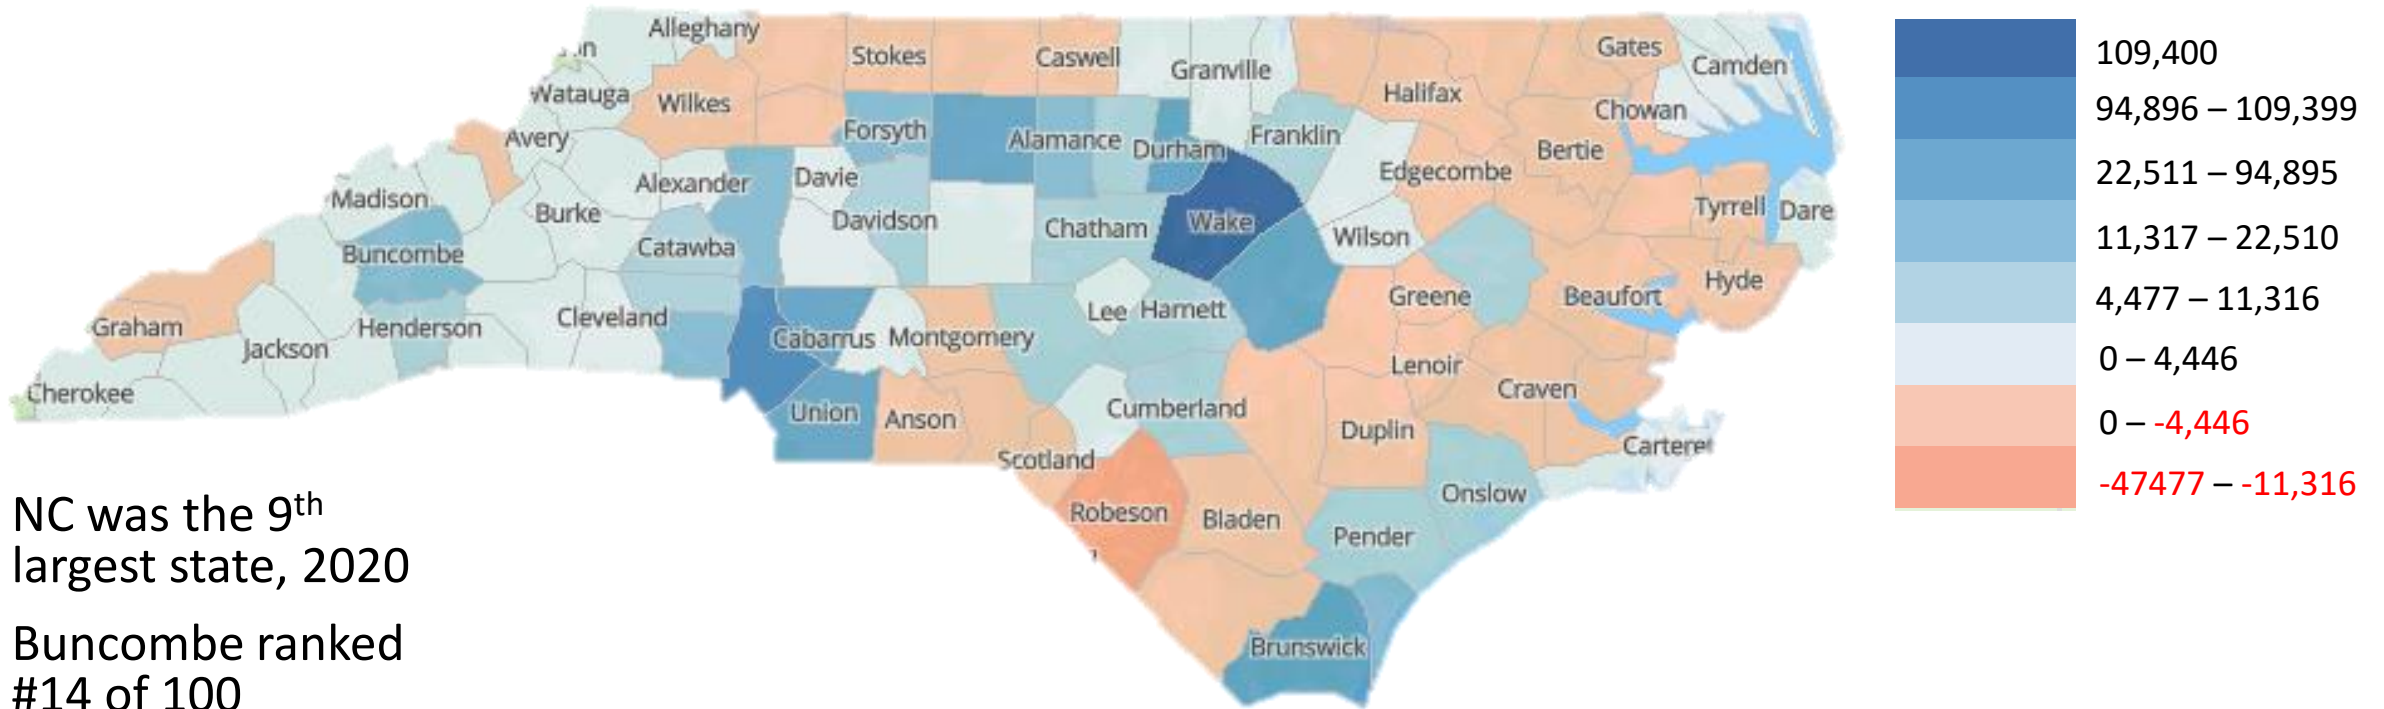 Alleghany
Stokes
Caswell
Granville
Gates
Camden
Watauga
Wilkes
Halifax
Chowan
Avery
Forsyth
Alamance
Durham
Franklin
Bertie
Madison
Alexander
Davie
Edgecombe
Burke
Davidson
Chatham
Wake
Wilson
Tyrrell
Dare
Buncombe
Catawba
Graham
Henderson
Cleveland
Lee
Harnett
Greene
Beaufort
Hyde
Jackson
Cabarrus
Montgomery
Lenoir
Cherokee
Union
Anson
Cumberland
Duplin
Craven
Scotland
Carteret
Robeson
Bladen
Onslow
Pender
Brunswick
109,400
94,896 – 109,399
22,511 – 94,895
11,317 – 22,510
4,477 – 11,316
0 – 4,446
0 – -4,446
-47477 – -11,316
NC was the 9th
largest state, 2020
Buncombe ranked
#14 of 100